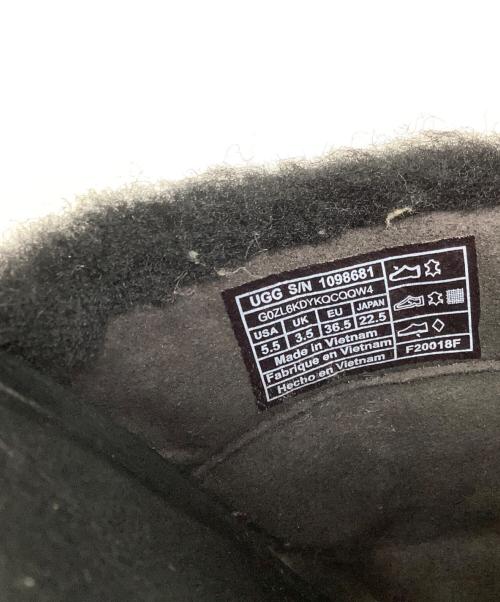 UGG S/N 1098681
G0ZL6KDYKQCQQW4
USA UK EU JAPAN
5.5 3.5 36.5 22.5
Made in Vietnam
Fabriqué en Vietnam
Hecho en Vietnam
F20018F